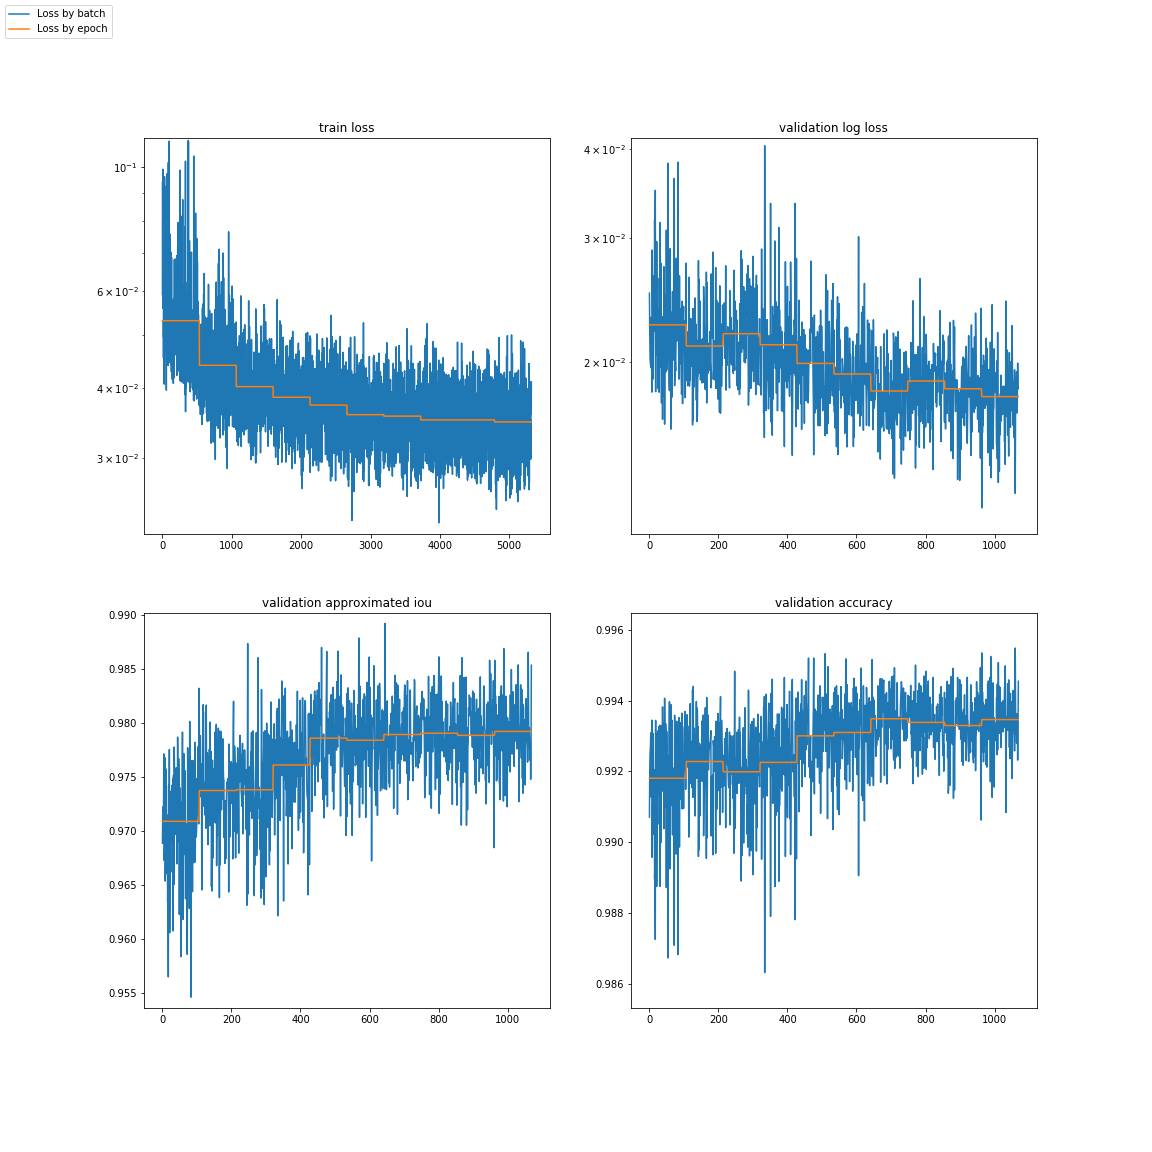 Loss by batch
Loss by epoch
train loss
10⁻¹
6 × 10⁻²
4 × 10⁻²
3 × 10⁻²
0 1000 2000 3000 4000 5000
validation log loss
4 × 10⁻²
3 × 10⁻²
2 × 10⁻²
0 200 400 600 800 1000
validation approximated iou
0.990
0.985
0.980
0.975
0.970
0.965
0.960
0.955
0 200 400 600 800 1000
validation accuracy
0.996
0.994
0.992
0.990
0.988
0.986
0 200 400 600 800 1000